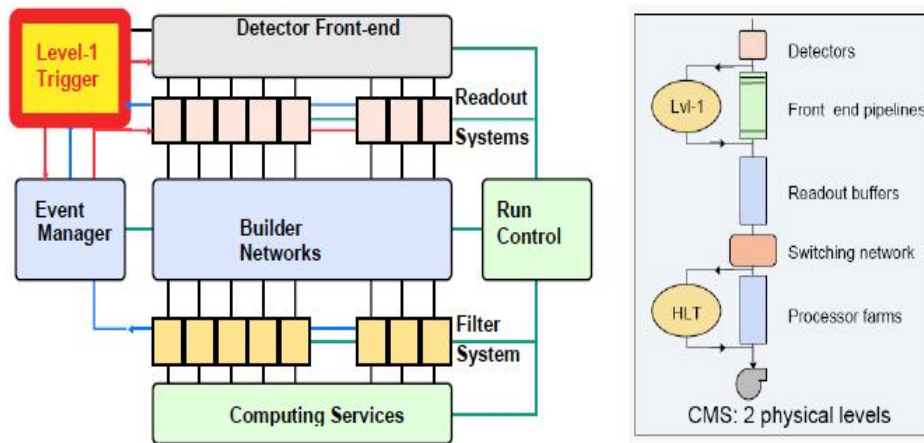 Level-1
Trigger
Detector Front-end
Readout
Systems
Event
Manager
Builder
Networks
Run
Control
Filter
System
Computing Services
Detectors
Lvl-1
Front end pipelines
Readout buffers
Switching network
HLT
Processor farms
CMS: 2 physical levels